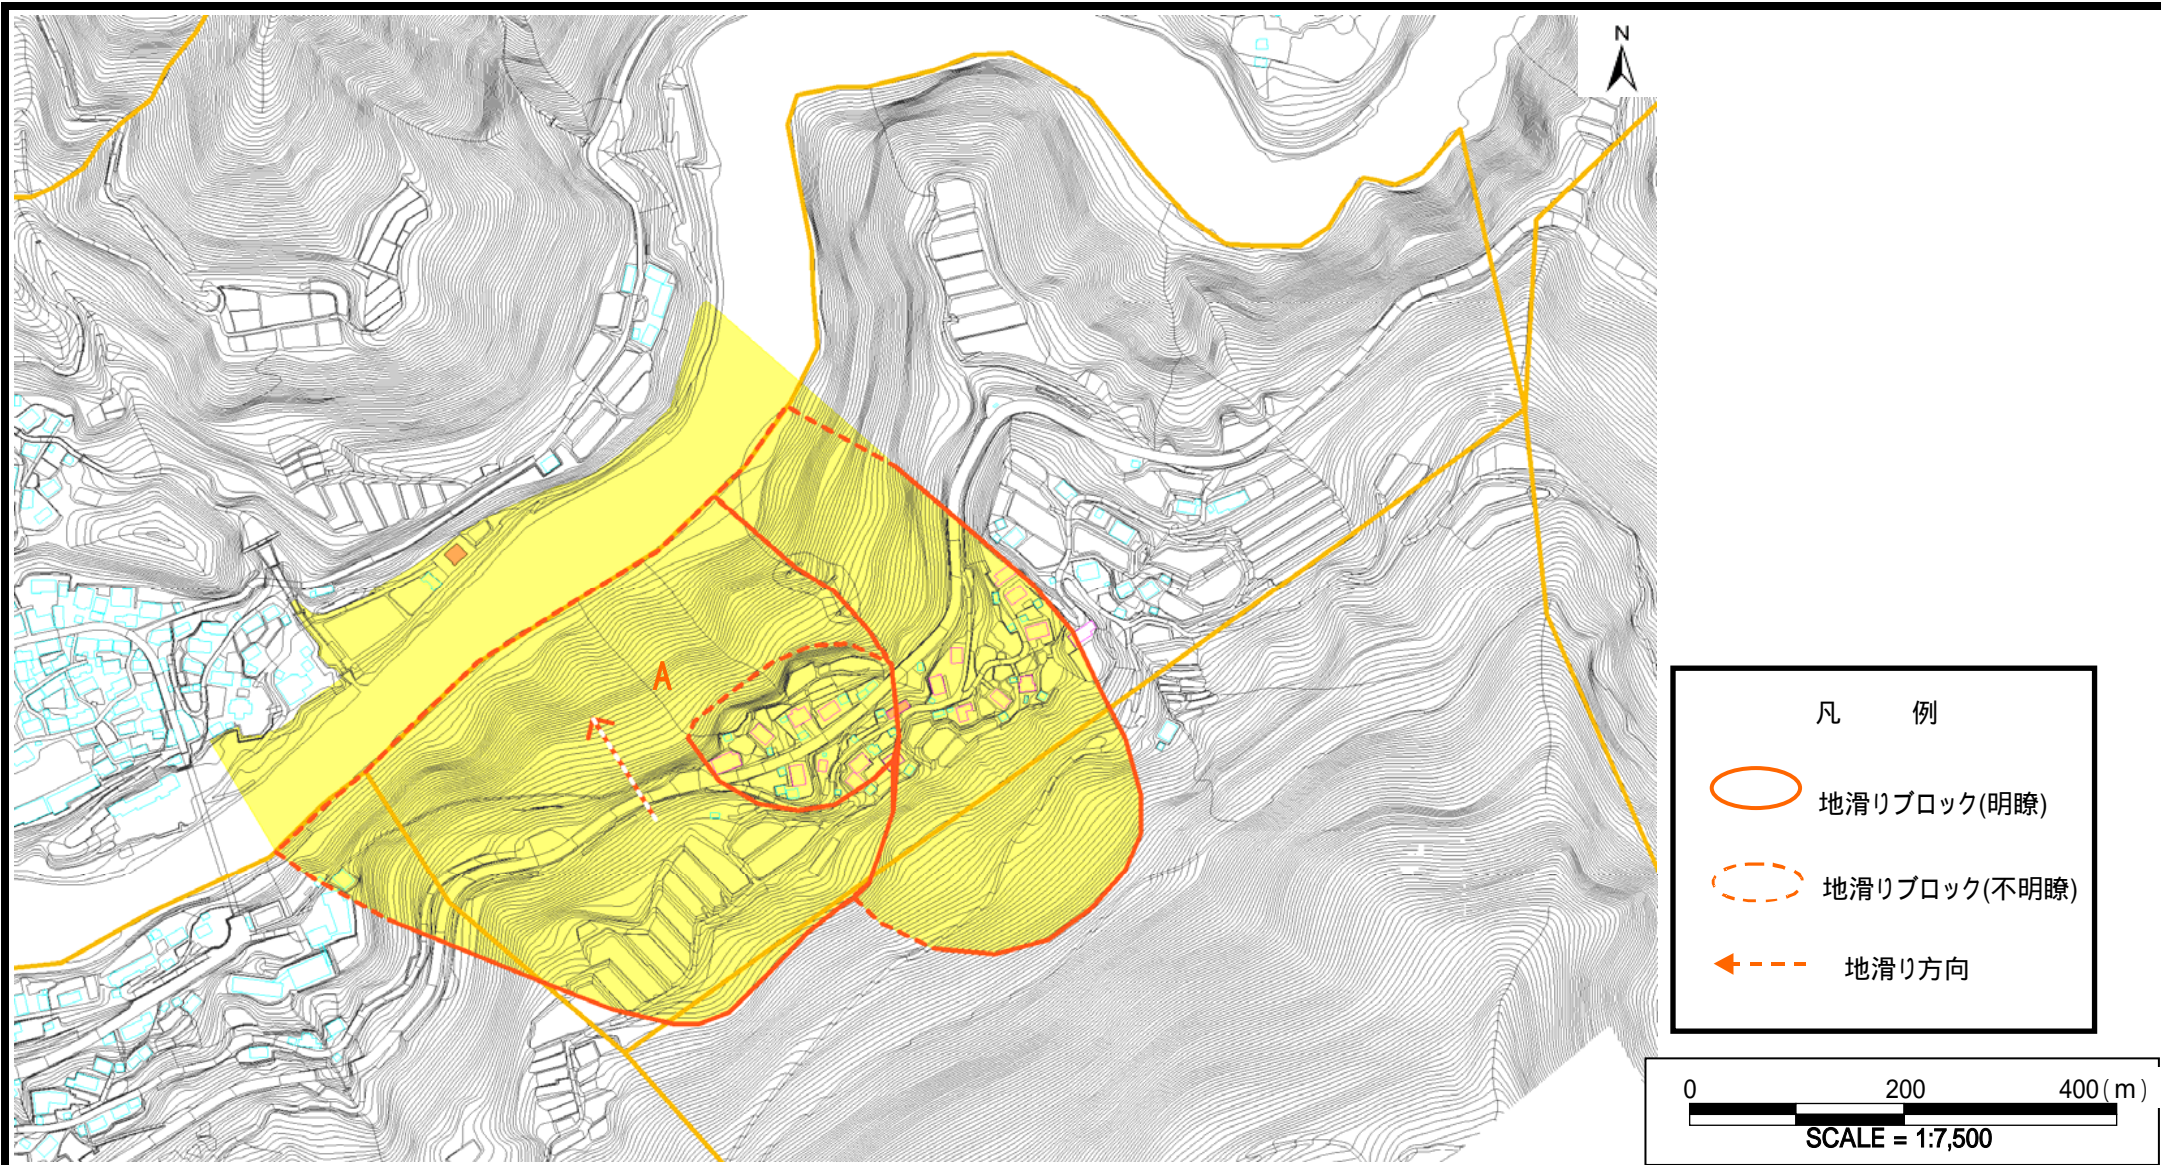 N
A
凡 例
地滑りブロック(明瞭)
地滑りブロック(不明瞭)
地滑り方向
0 200 400(m)
SCALE = 1:7,500